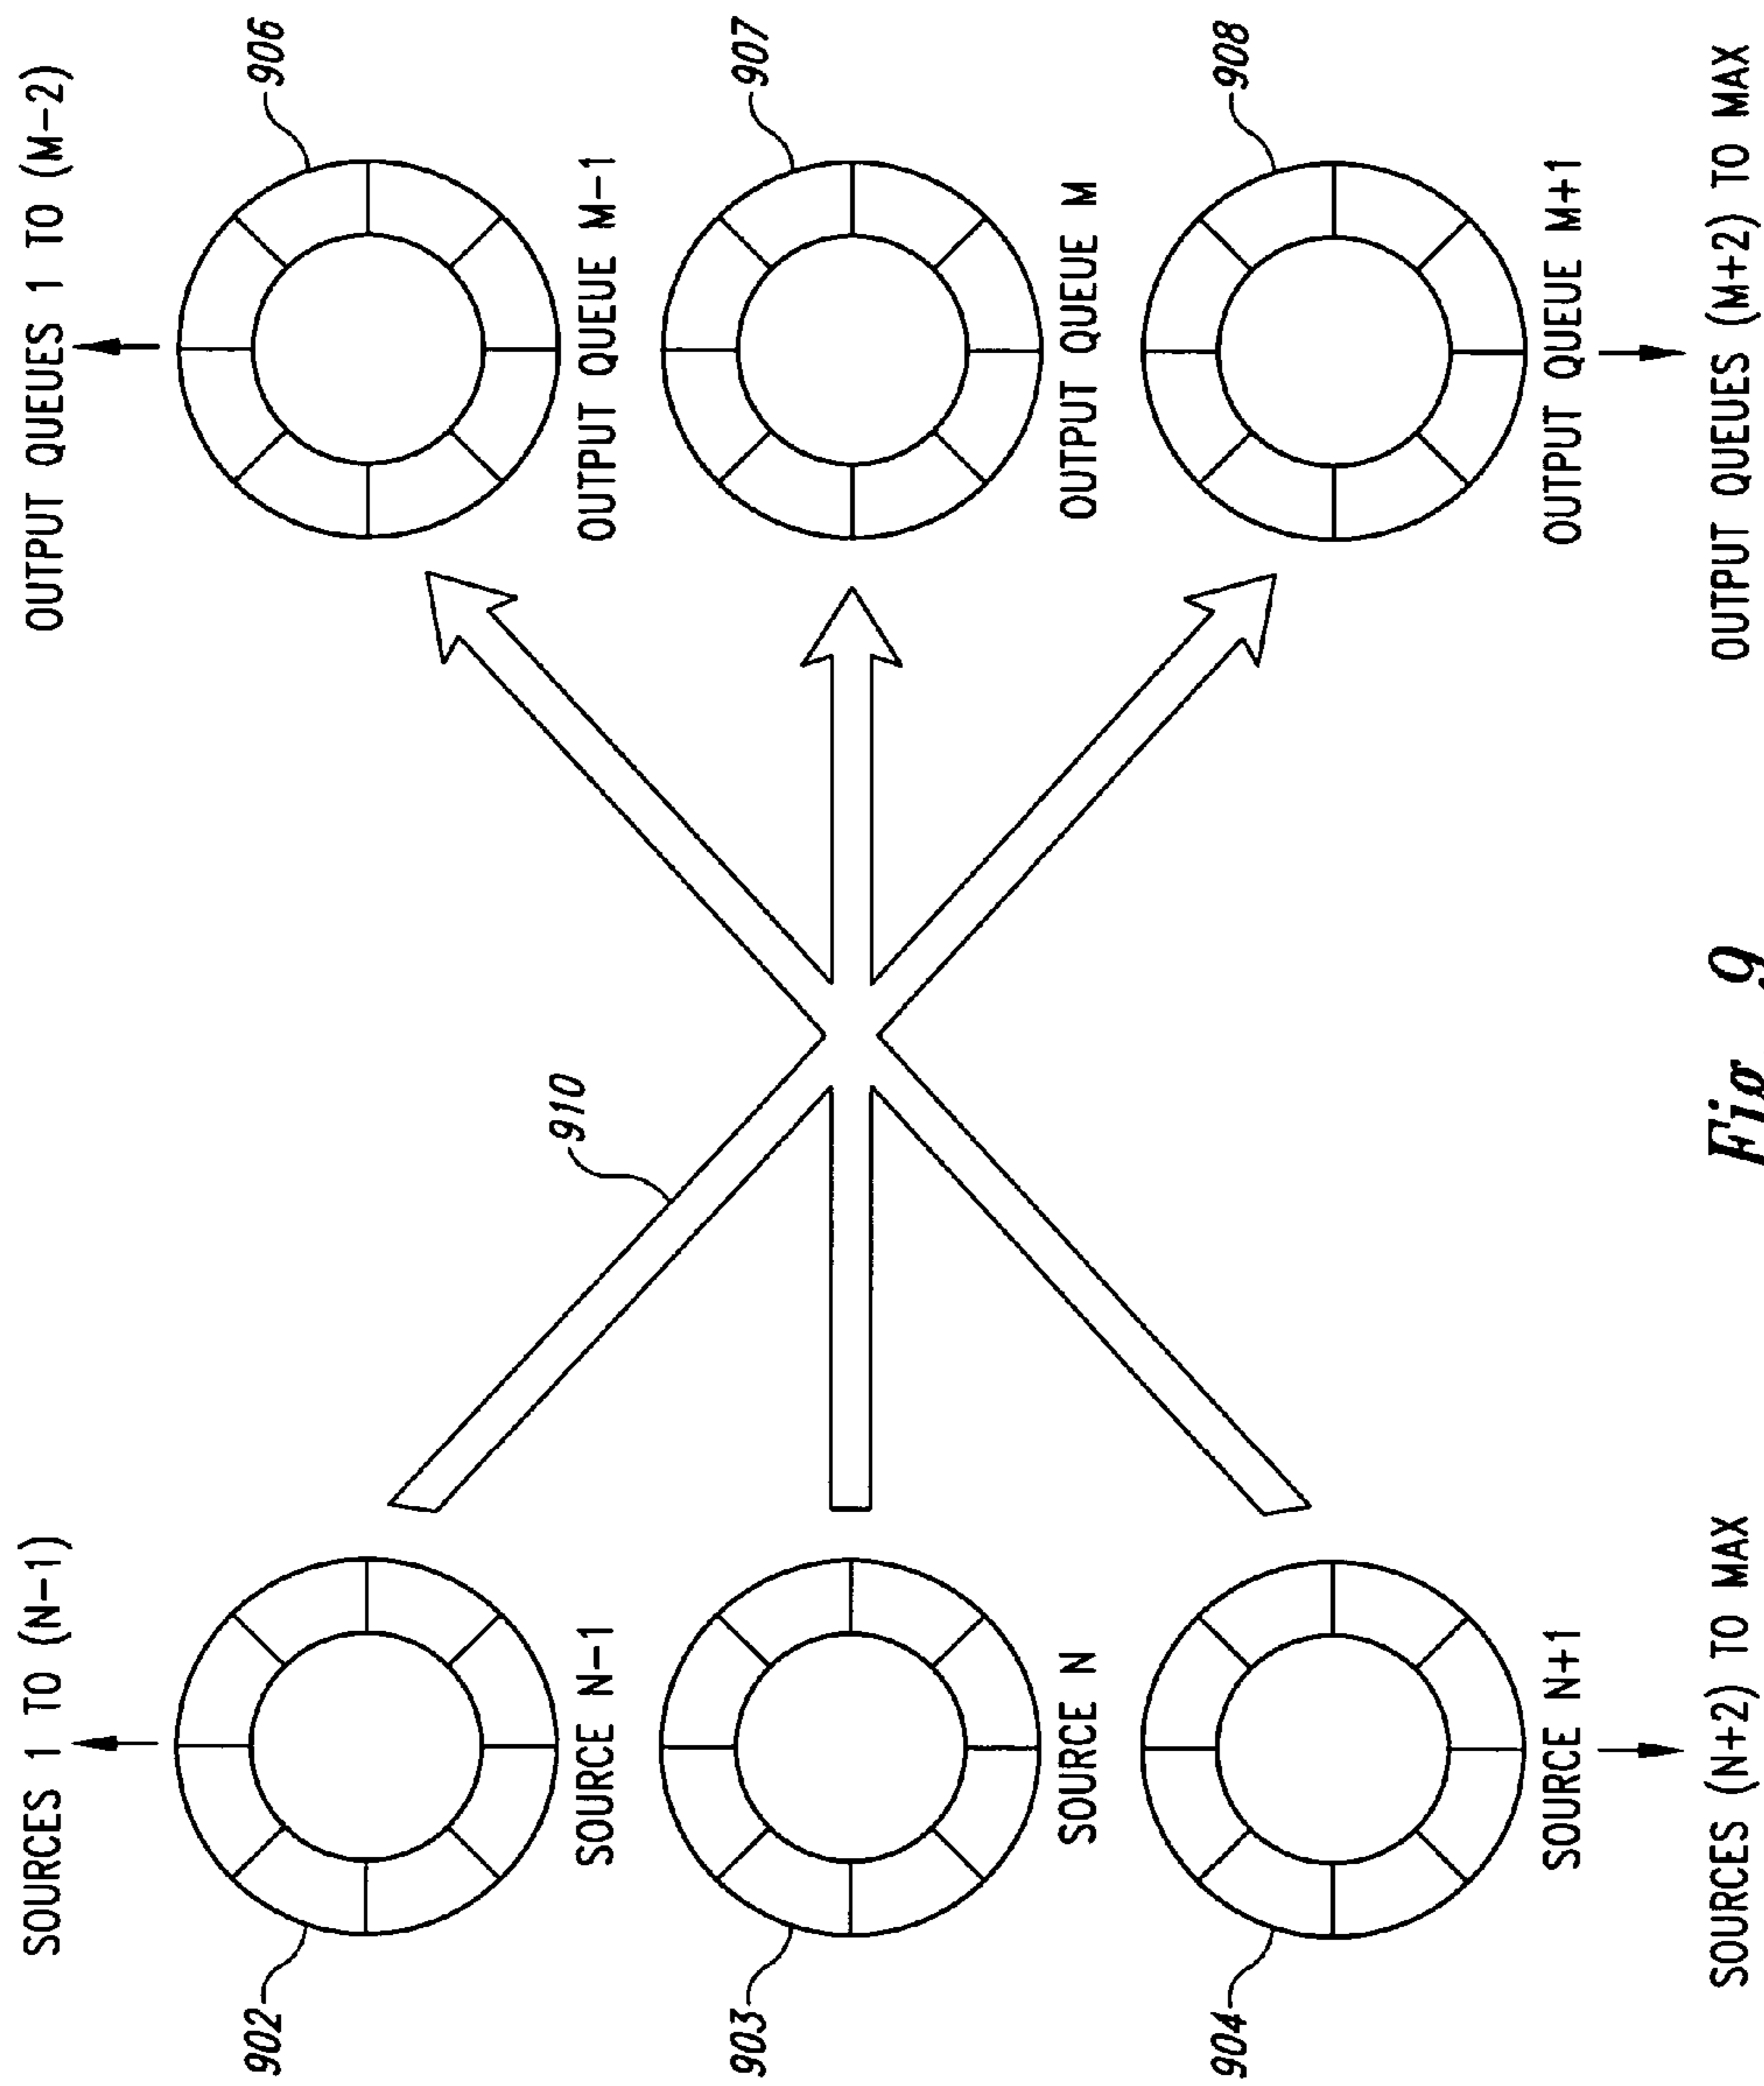 SOURCES 1 TO (N-1)
OUTPUT QUEUES 1 TO (M-2)
902
906
SOURCE N-1
OUTPUT QUEUE M-1
910
903
907
SOURCE N
OUTPUT QUEUE M
904
908
SOURCE N+1
OUTPUT QUEUE M+1
SOURCES (N+2) TO MAX
OUTPUT QUEUES (M+2) TO MAX
Fig. 9